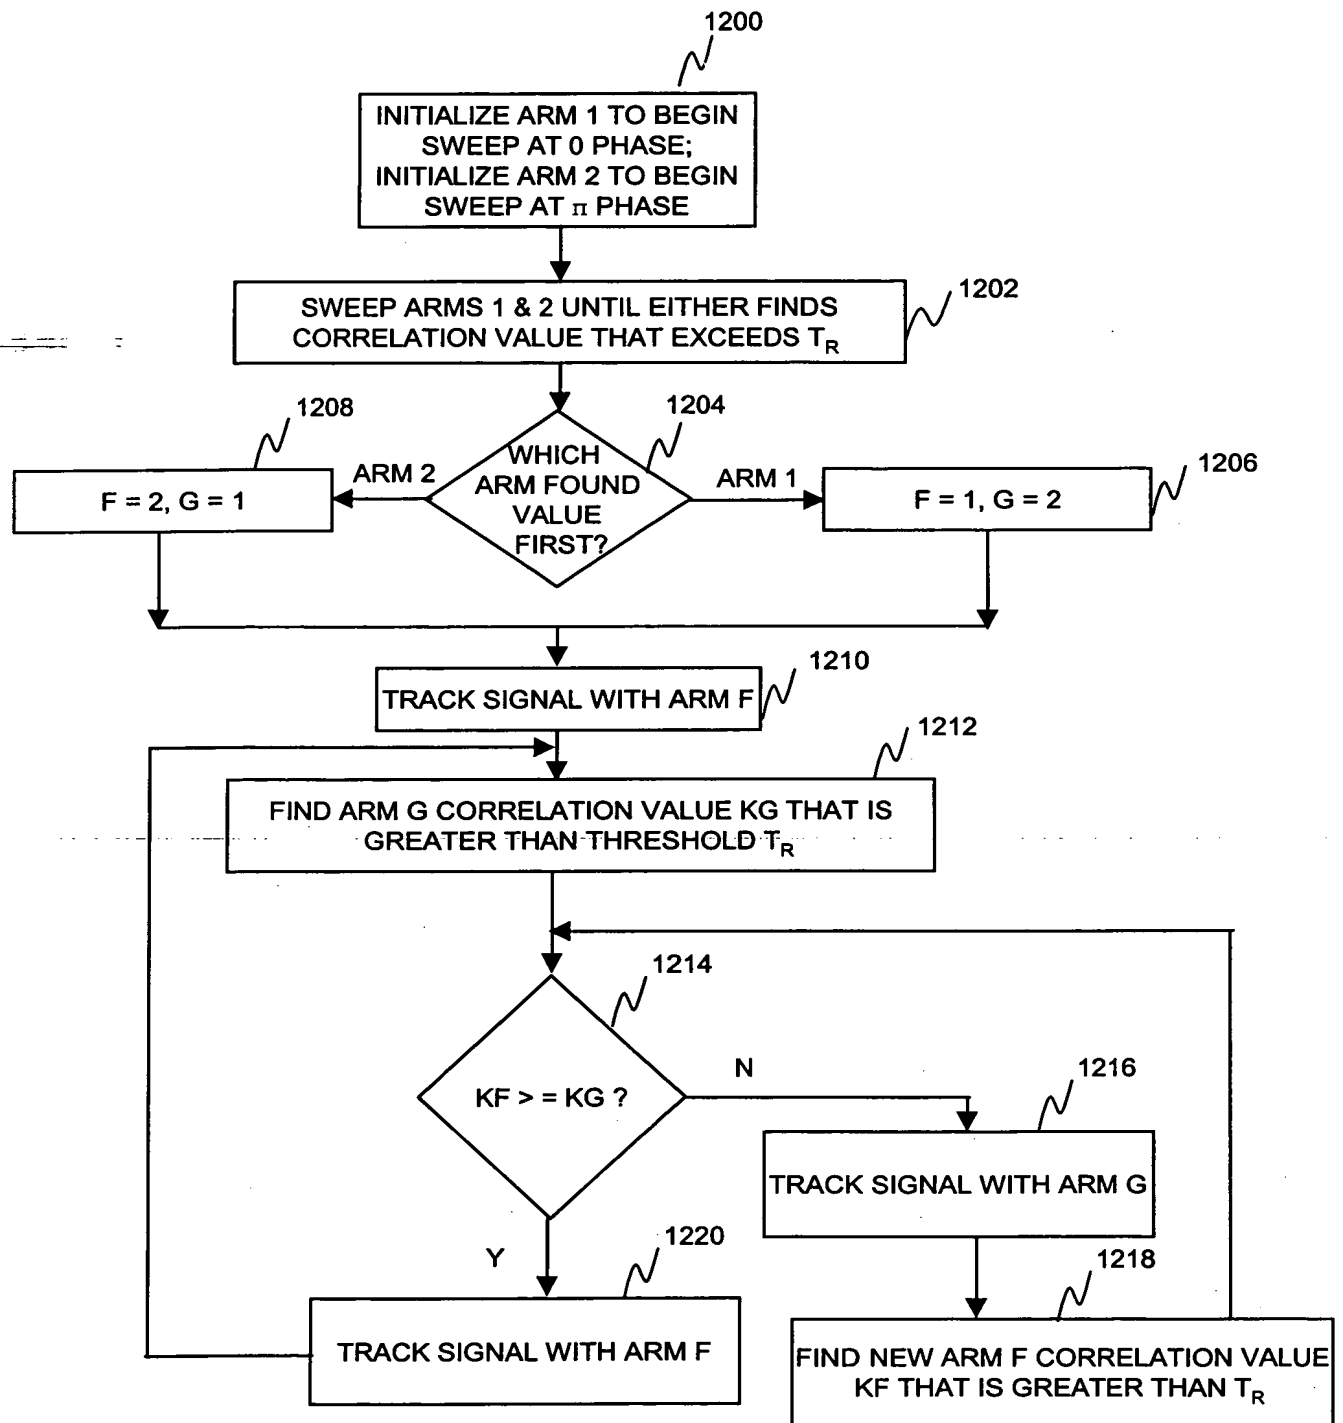 1200
INITIALIZE ARM 1 TO BEGIN
SWEEP AT 0 PHASE;
INITIALIZE ARM 2 TO BEGIN
SWEEP AT π PHASE
1202
SWEEP ARMS 1 & 2 UNTIL EITHER FINDS
CORRELATION VALUE THAT EXCEEDS TR
1204
WHICH
ARM FOUND
VALUE
FIRST?
ARM 2
1208
F = 2, G = 1
ARM 1
1206
F = 1, G = 2
1210
TRACK SIGNAL WITH ARM F
1212
FIND ARM G CORRELATION VALUE KG THAT IS
GREATER THAN THRESHOLD TR
1214
KF > = KG ?
N
1216
TRACK SIGNAL WITH ARM G
1218
FIND NEW ARM F CORRELATION VALUE
KF THAT IS GREATER THAN TR
Y
1220
TRACK SIGNAL WITH ARM F